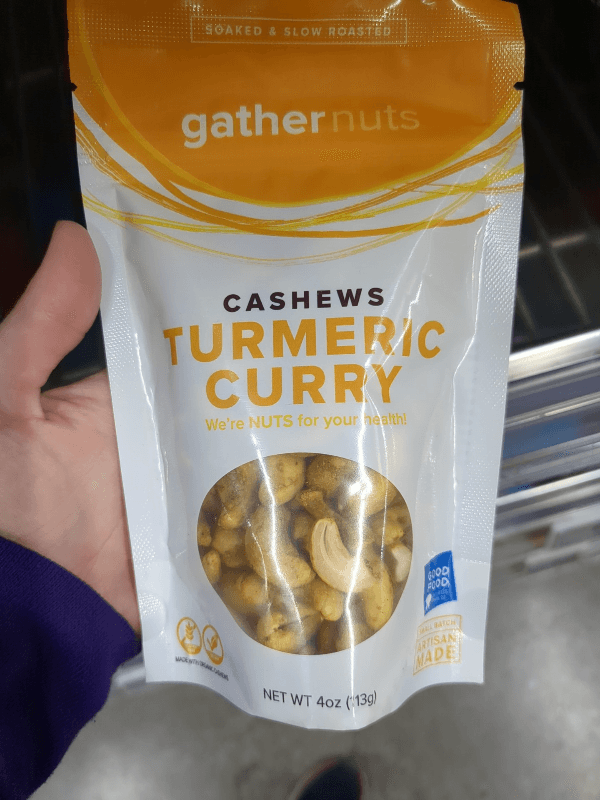 SOAKED & SLOW ROASTED
gathernuts
CASHEWS
TURMERIC
CURRY
We're NUTS for your health!
GOOD
FOOD
SMALL BATCH
ARTISAN
MADE
NET WT 4oz (113g)